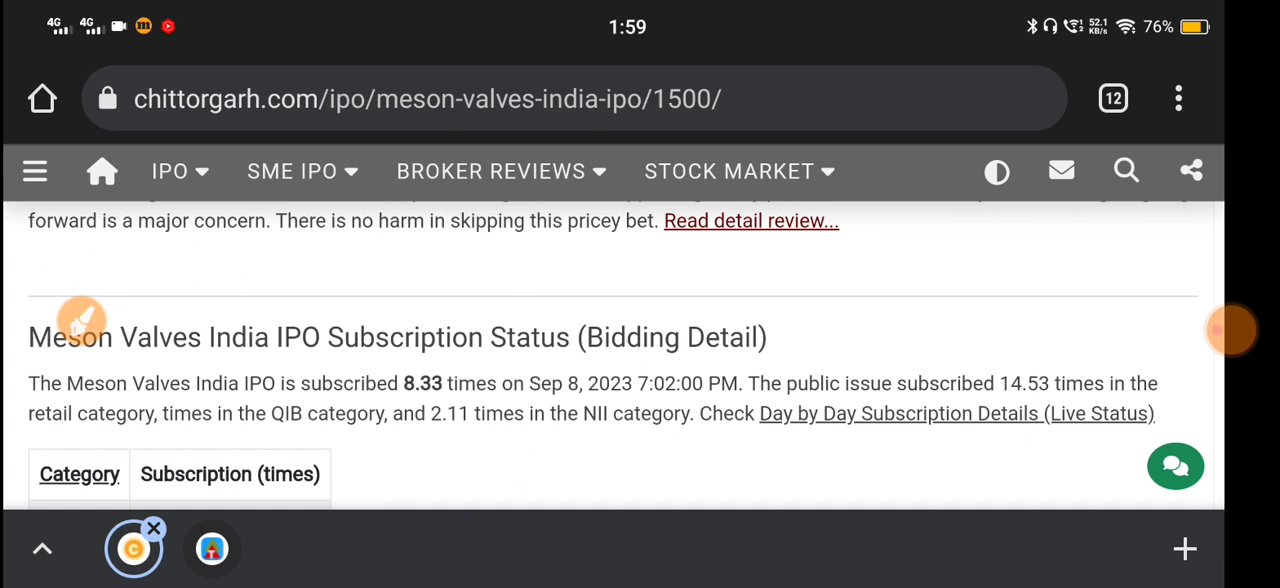 4G 4G 1:59 52.1 KB/s 76%
chittorgarh.com/ipo/meson-valves-india-ipo/1500/ 12
IPO SME IPO BROKER REVIEWS STOCK MARKET
forward is a major concern. There is no harm in skipping this pricey bet. Read detail review...
Meson Valves India IPO Subscription Status (Bidding Detail)
The Meson Valves India IPO is subscribed 8.33 times on Sep 8, 2023 7:02:00 PM. The public issue subscribed 14.53 times in the
retail category, times in the QIB category, and 2.11 times in the NII category. Check Day by Day Subscription Details (Live Status)
Category Subscription (times)